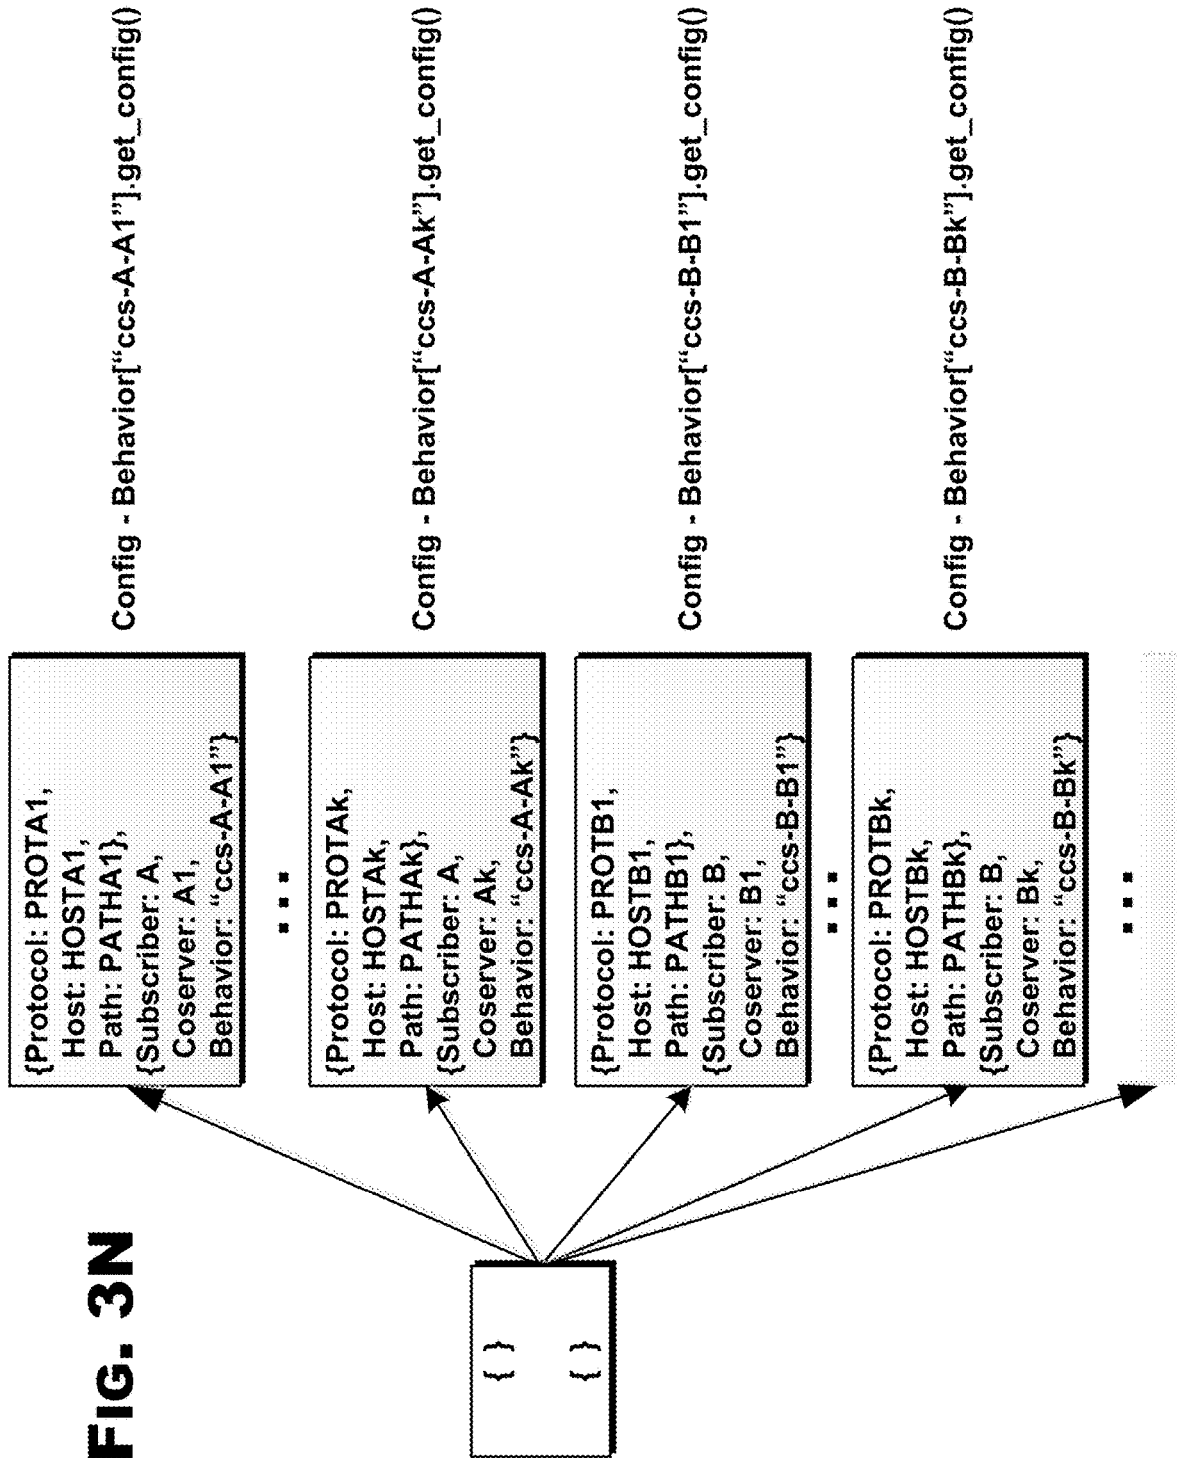 FIG. 3N
{ }
{ }
{Protocol: PROTA1,
Host: HOSTA1,
Path: PATHA1},
{Subscriber: A,
Coserver: A1,
Behavior: “ccs-A-A1”}
Config - Behavior[“ccs-A-A1”].get_config()
...
{Protocol: PROTAk,
Host: HOSTAk,
Path: PATHAk},
{Subscriber: A,
Coserver: Ak,
Behavior: “ccs-A-Ak”}
Config - Behavior[“ccs-A-Ak”].get_config()
{Protocol: PROTB1,
Host: HOSTB1,
Path: PATHB1},
{Subscriber: B,
Coserver: B1,
Behavior: “ccs-B-B1”}
Config - Behavior[“ccs-B-B1”].get_config()
...
{Protocol: PROTBk,
Host: HOSTBk,
Path: PATHBk},
{Subscriber: B,
Coserver: Bk,
Behavior: “ccs-B-Bk”}
Config - Behavior[“ccs-B-Bk”].get_config()
...